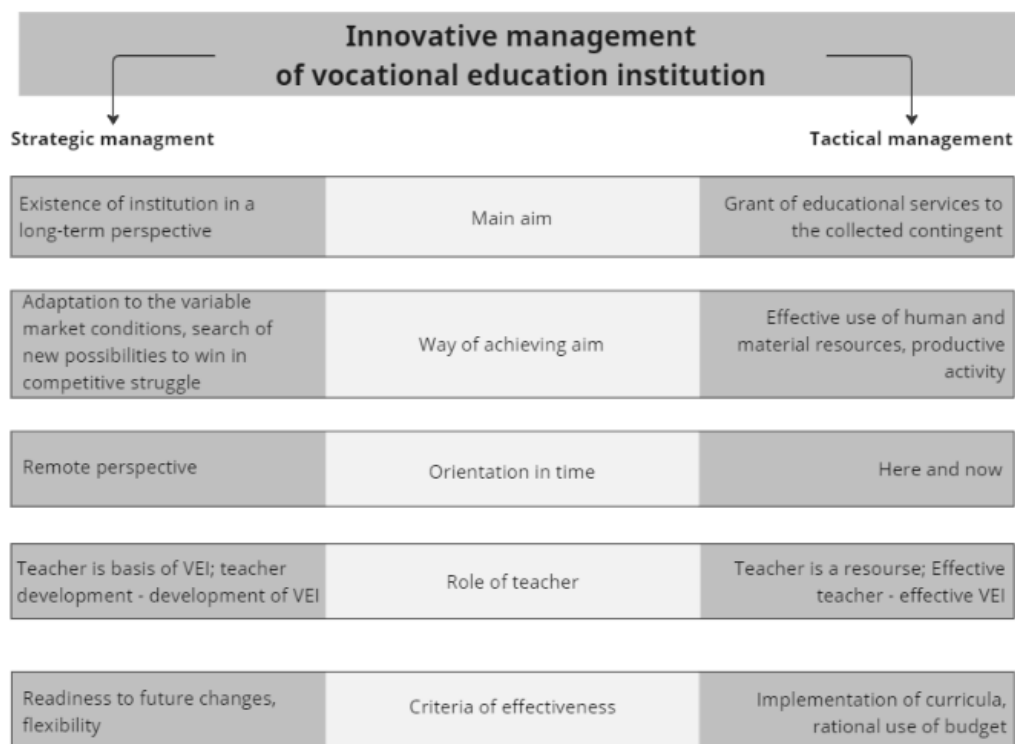 Innovative management
of vocational education institution
Strategic managment
Tactical management
Existence of institution in a
long-term perspective
Main aim
Grant of educational services to
the collected contingent
Adaptation to the variable
market conditions, search of
new possibilities to win in
competitive struggle
Way of achieving aim
Effective use of human and
material resources, productive
activity
Remote perspective
Orientation in time
Here and now
Teacher is basis of VEI; teacher
development - development of VEI
Role of teacher
Teacher is a resourse; Effective
teacher - effective VEI
Readiness to future changes,
flexibility
Criteria of effectiveness
Implementation of curricula,
rational use of budget